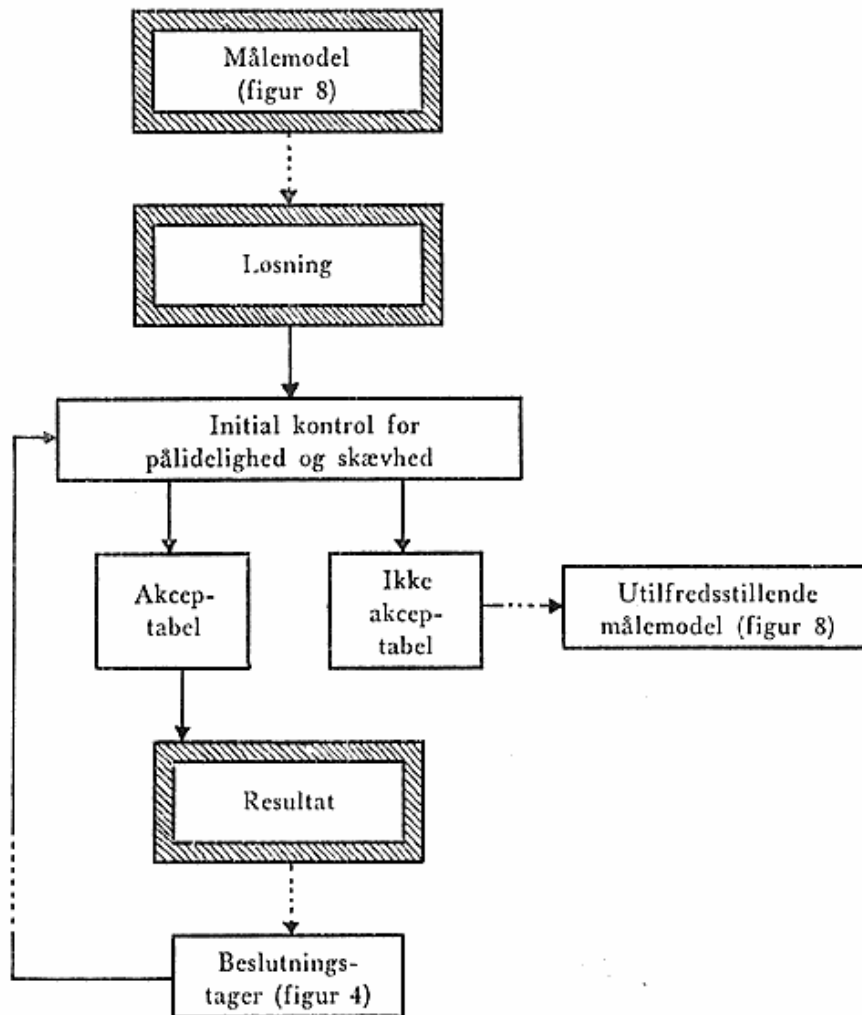 Målemodel
(figur 8)
Løsning
Initial kontrol for
pålidelighed og skævhed
Akcep-
tabel
Ikke
akcep-
tabel
Utilfredsstillende
målemodel (figur 8)
Resultat
Beslutnings-
tager (figur 4)